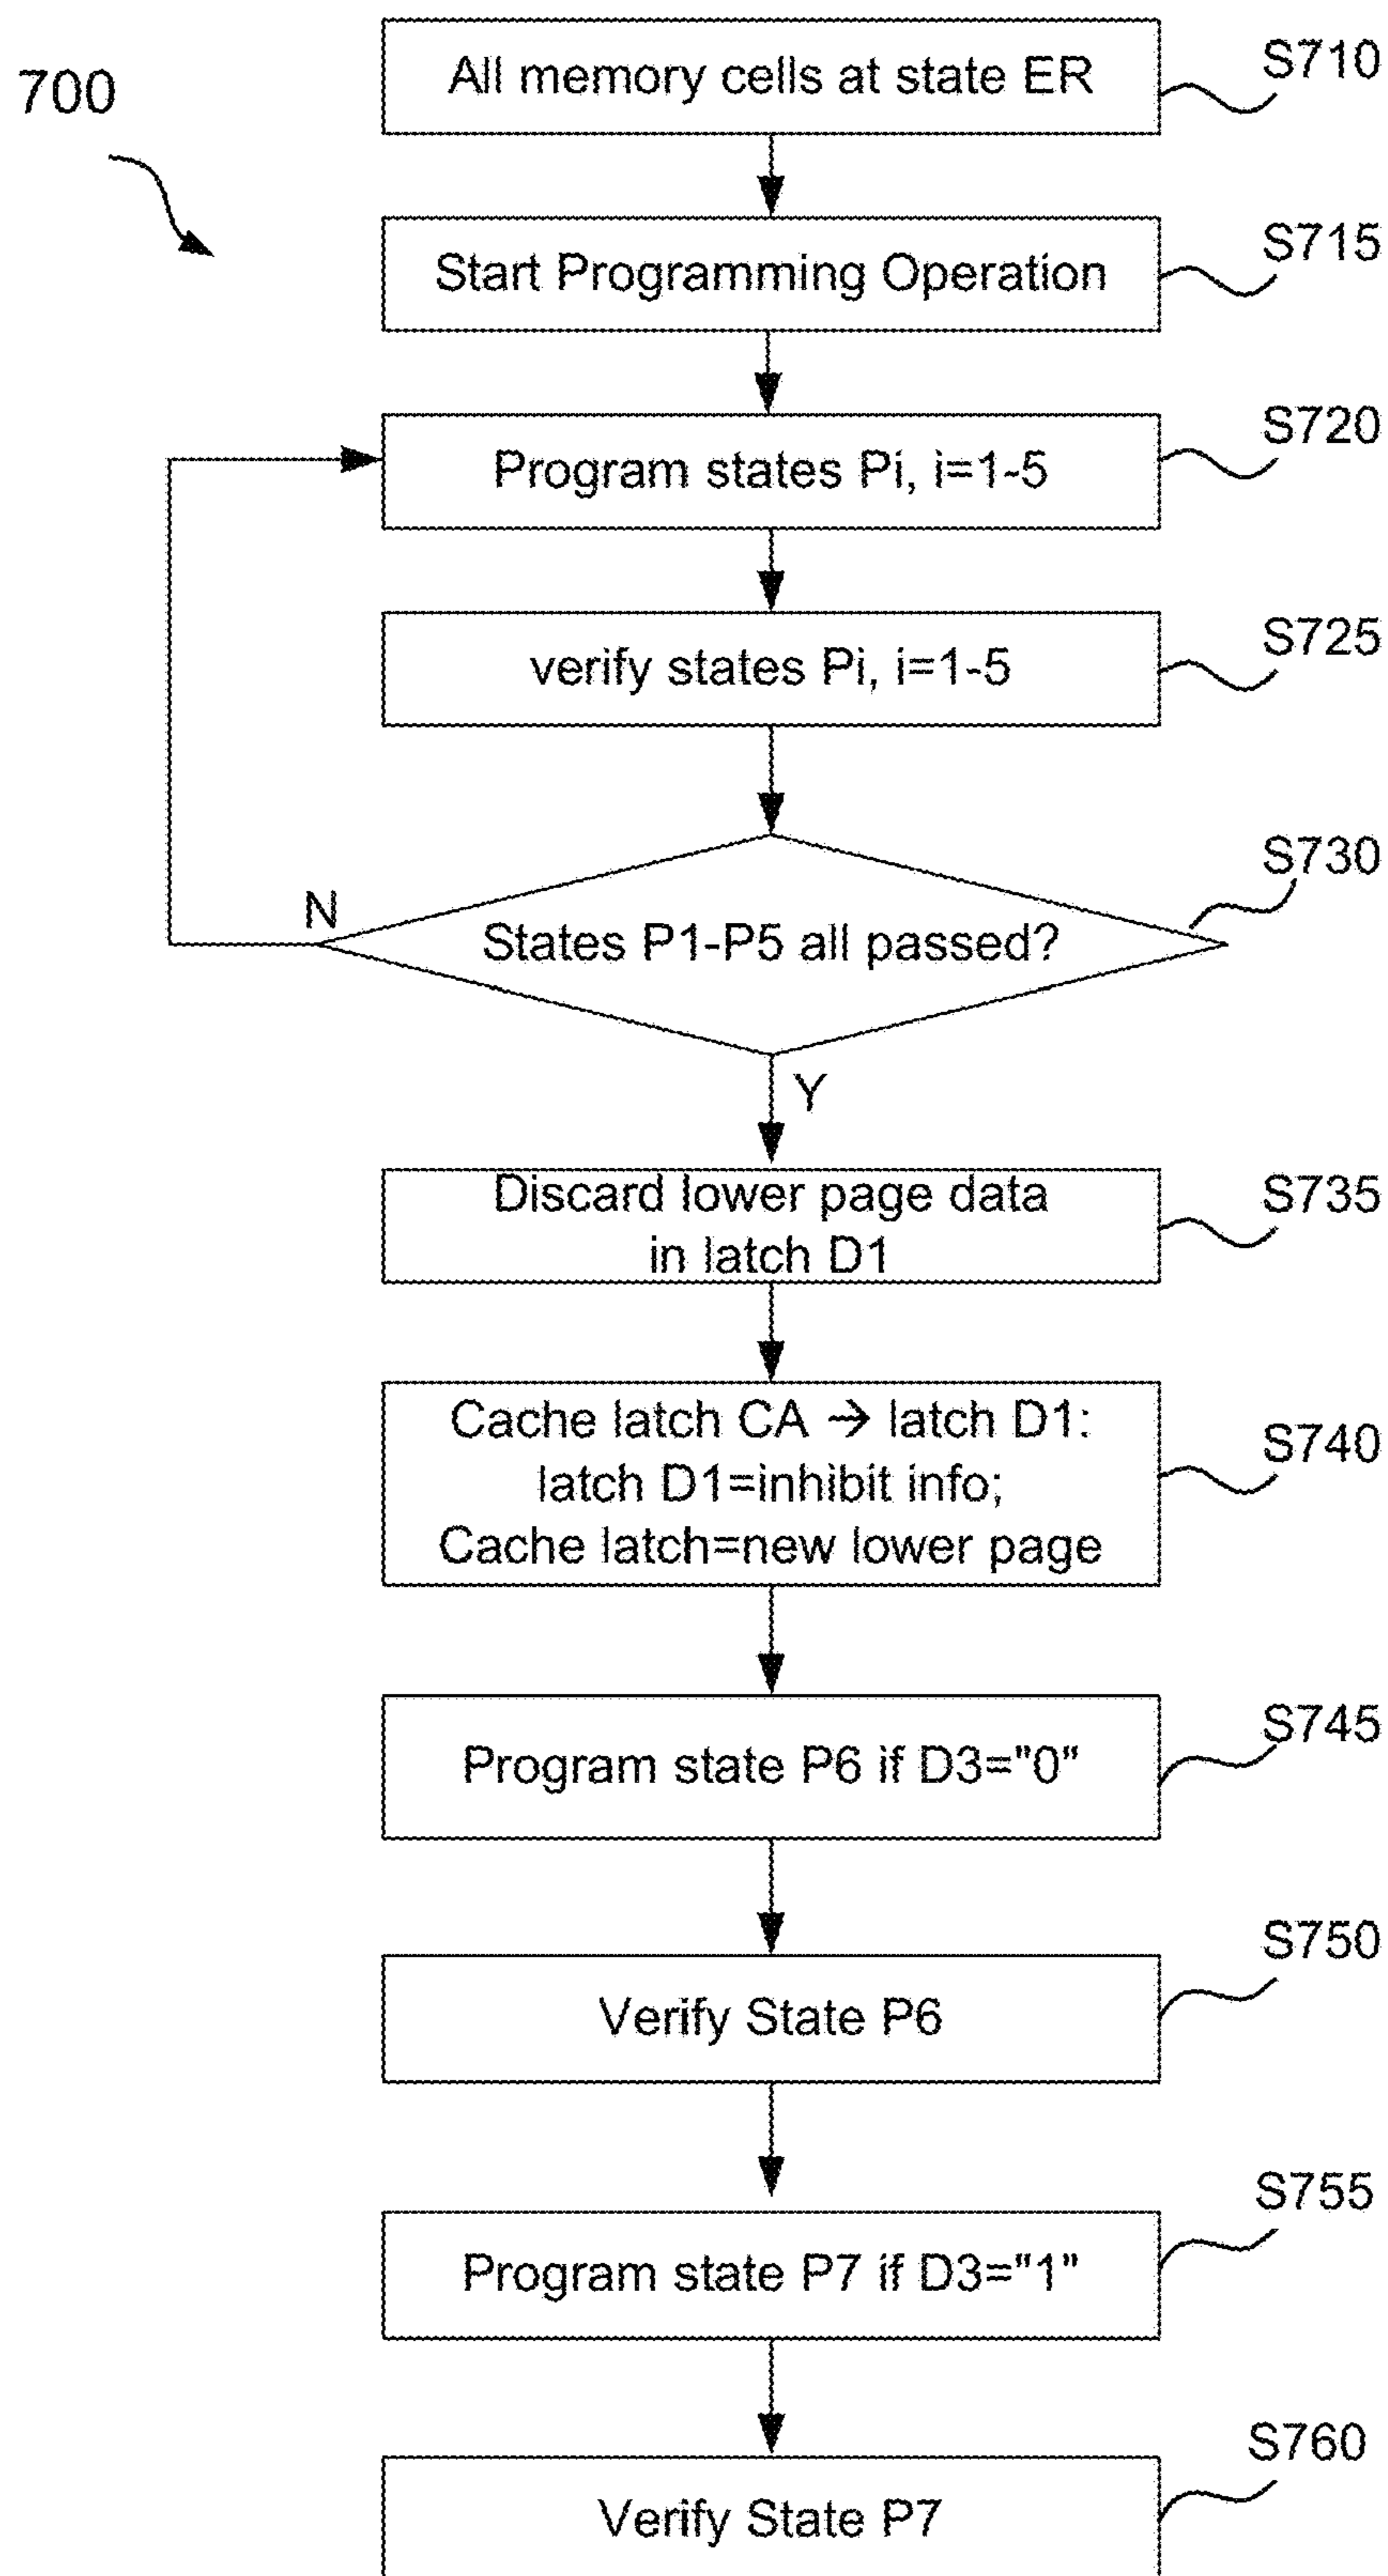 700
All memory cells at state ER
S710
Start Programming Operation
S715
Program states Pi, i=1-5
S720
verify states Pi, i=1-5
S725
States P1-P5 all passed?
S730
N
Y
Discard lower page data
in latch D1
S735
Cache latch CA → latch D1:
latch D1=inhibit info;
Cache latch=new lower page
S740
Program state P6 if D3="0"
S745
Verify State P6
S750
Program state P7 if D3="1"
S755
Verify State P7
S760